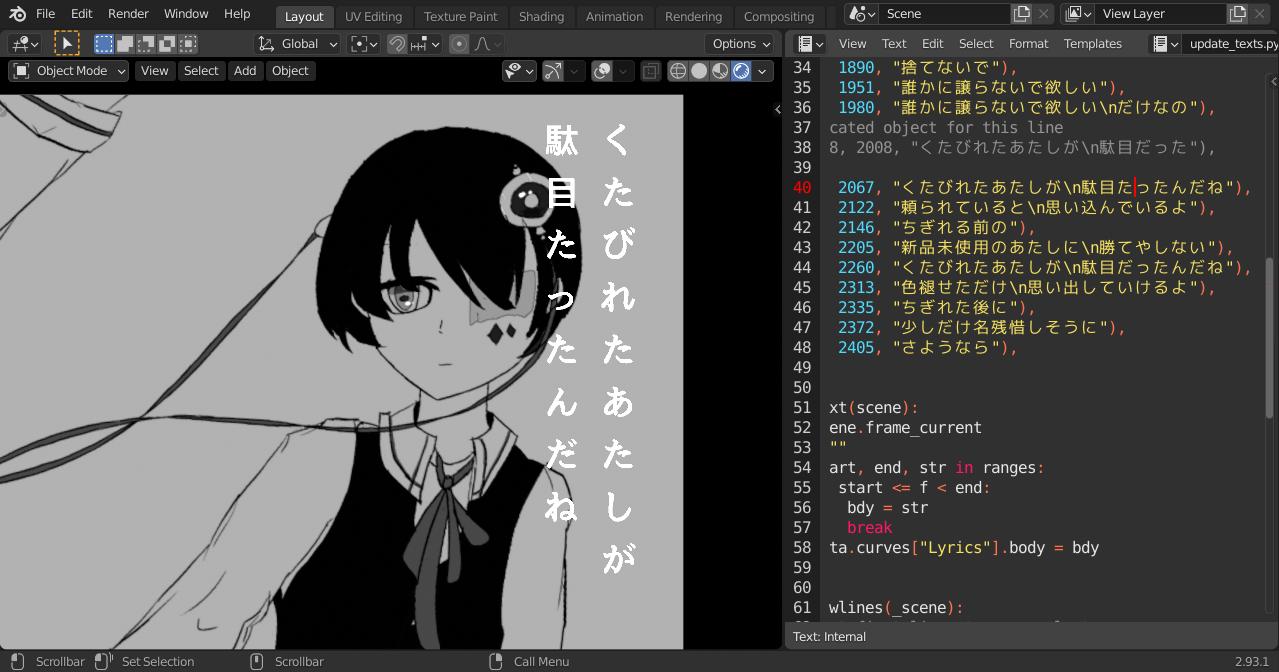 File Edit Render Window Help Layout UV Editing Texture Paint Shading Animation Modeling Rendering Compositing Scene View Layer
Global Options View Text Edit Select Format Templates update_texts.py
Object Mode View Select Add Object
くたびれたあたしが
駄目たったんだね
34 1890, "捨てないで"),
35 1951, "誰かに譲らないで欲しい"),
36 1980, "誰かに譲らないで欲しい\nだけなの"),
37 cated object for this line
38 8, 2008, "くたびれたあたしが\n駄目だった"),
39
40 2067, "くたびれたあたしが\n駄目たったんだね"),
41 2122, "頼られていると\n思い込んでいるよ"),
42 2146, "ちぎれる前の"),
43 2205, "新品未使用のあたしに\n勝てやしない"),
44 2260, "くたびれたあたしが\n駄目だったんだね"),
45 2313, "色褪せただけ\n思い出していけるよ"),
46 2335, "ちぎれた後に"),
47 2372, "少しだけ名残惜しそうに"),
48 2405, "さようなら"),
49
50
51 xt(scene):
52 ene.frame_current
53 ""
54 art, end, str in ranges:
55 start <= f < end:
56 bdy = str
57 break
58 ta.curves["Lyrics"].body = bdy
59
60
61 wlines(_scene):
Text: Internal
Scrollbar Set Selection Scrollbar Call Menu 2.93.1